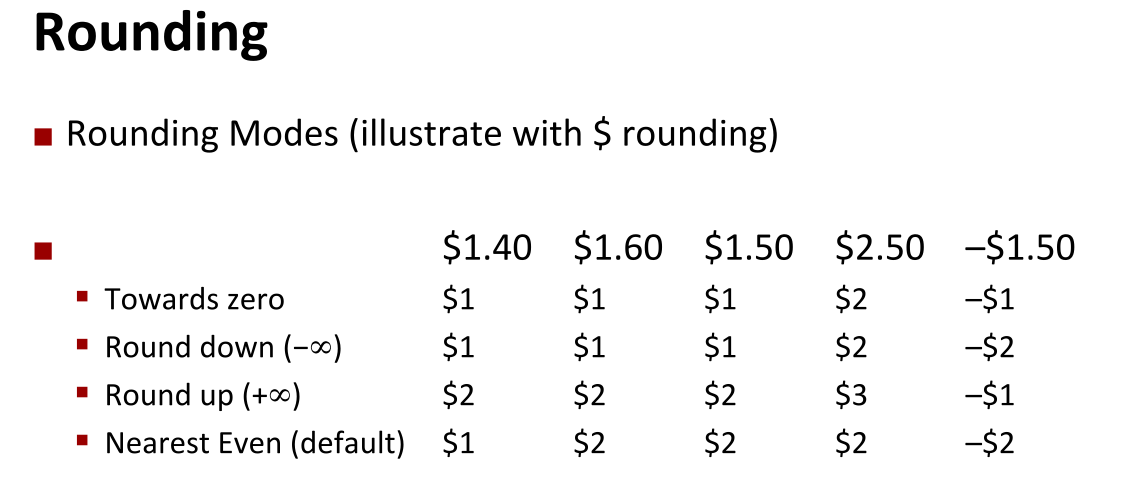 Rounding
Rounding Modes (illustrate with $ rounding)
$1.40 $1.60 $1.50 $2.50 –$1.50
Towards zero $1 $1 $1 $2 –$1
Round down (−∞) $1 $1 $1 $2 –$2
Round up (+∞) $2 $2 $2 $3 –$1
Nearest Even (default) $1 $2 $2 $2 –$2